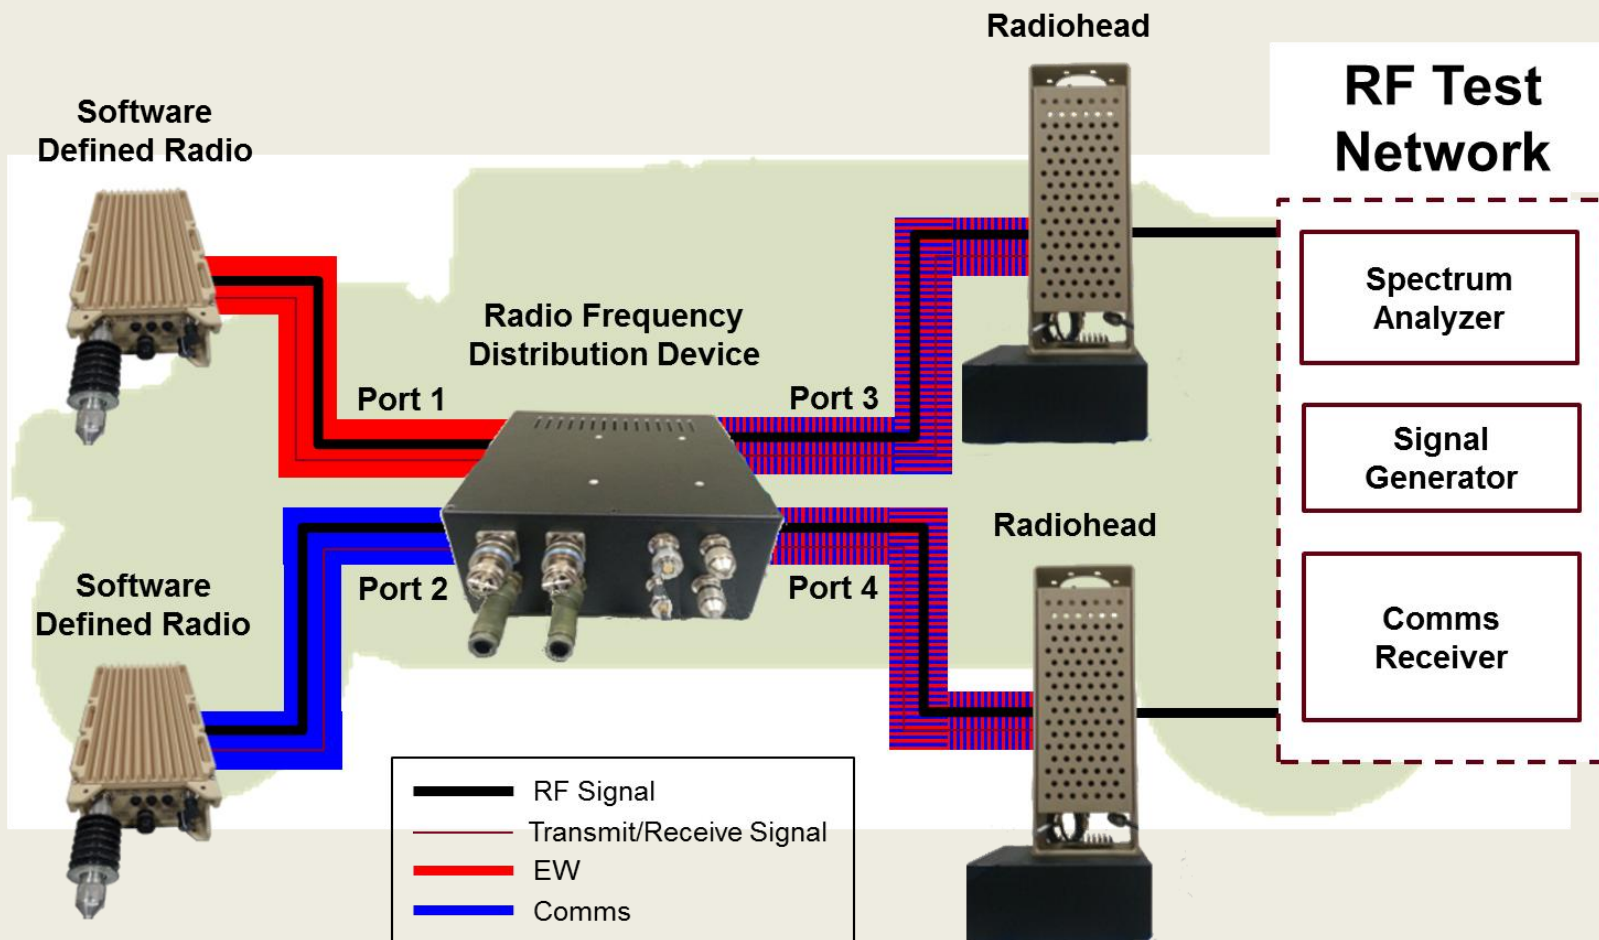 Radiohead
RF Test
Network
Software
Defined Radio
Spectrum
Analyzer
Radio Frequency
Distribution Device
Port 1
Port 3
Signal
Generator
Radiohead
Port 2
Port 4
Software
Defined Radio
Comms
Receiver
RF Signal
Transmit/Receive Signal
EW
Comms